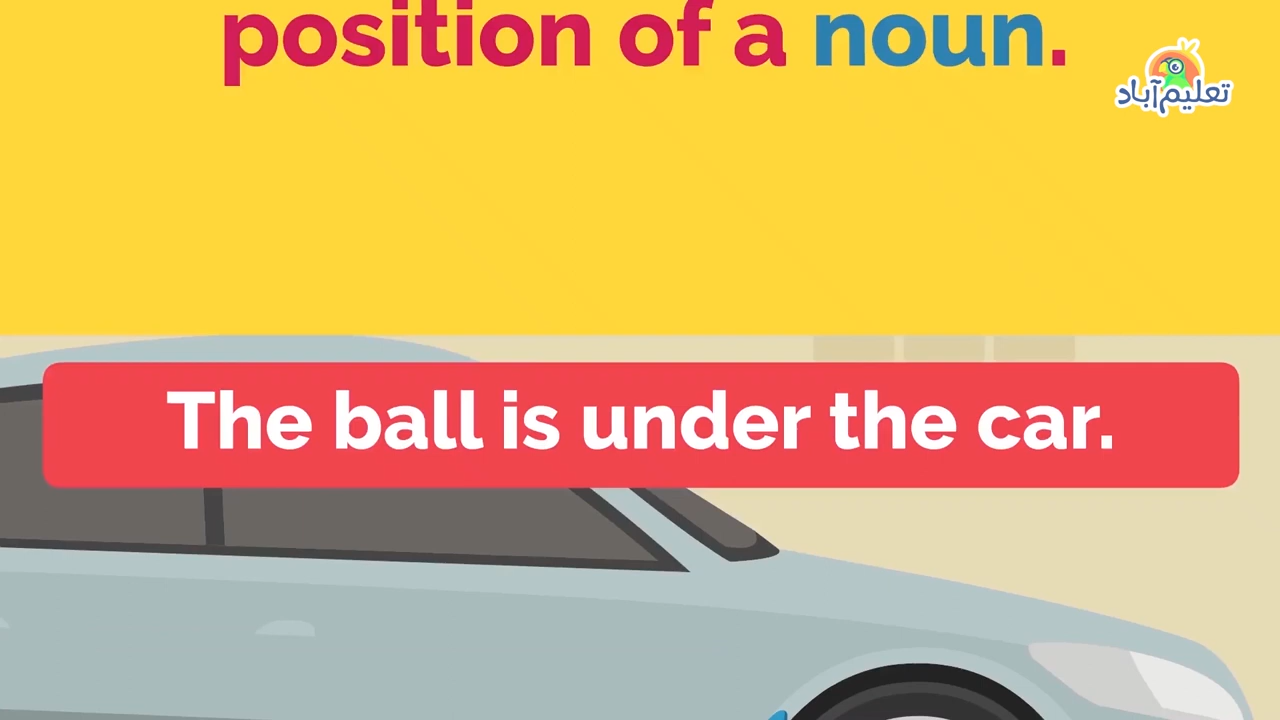 position of a noun.
تعلیم‌آباد
The ball is under the car.